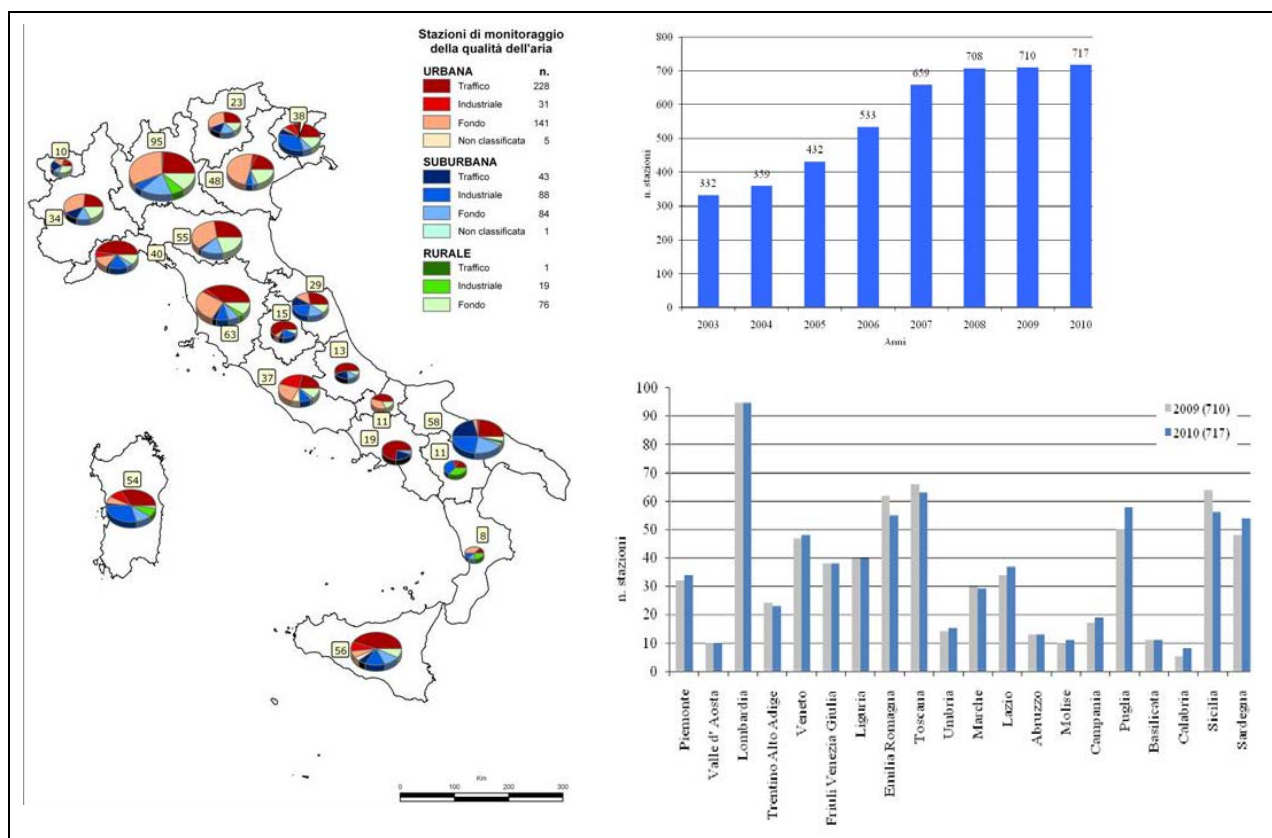 Stazioni di monitoraggio
della qualità dell'aria
URBANA n.
Traffico 228
Industriale 31
Fondo 141
Non classificata 5
SUBURBANA
Traffico 43
Industriale 88
Fondo 84
Non classificata 1
RURALE
Traffico 1
Industriale 19
Fondo 76
23
38
95
10
48
34
55
40
29
15
63
13
37
11
58
19
11
54
8
56
Km
0 100 200 300
800
700
600
500
400
300
200
100
0
n. stazioni
332
359
432
533
659
708
710
717
2003 2004 2005 2006 2007 2008 2009 2010
Anni
100
90
80
70
60
50
40
30
20
10
0
n. stazioni
2009 (710)
2010 (717)
Piemonte
Valle d' Aosta
Lombardia
Trentino Alto Adige
Veneto
Friuli Venezia Giulia
Liguria
Emilia Romagna
Toscana
Umbria
Marche
Lazio
Abruzzo
Molise
Campania
Puglia
Basilicata
Calabria
Sicilia
Sardegna